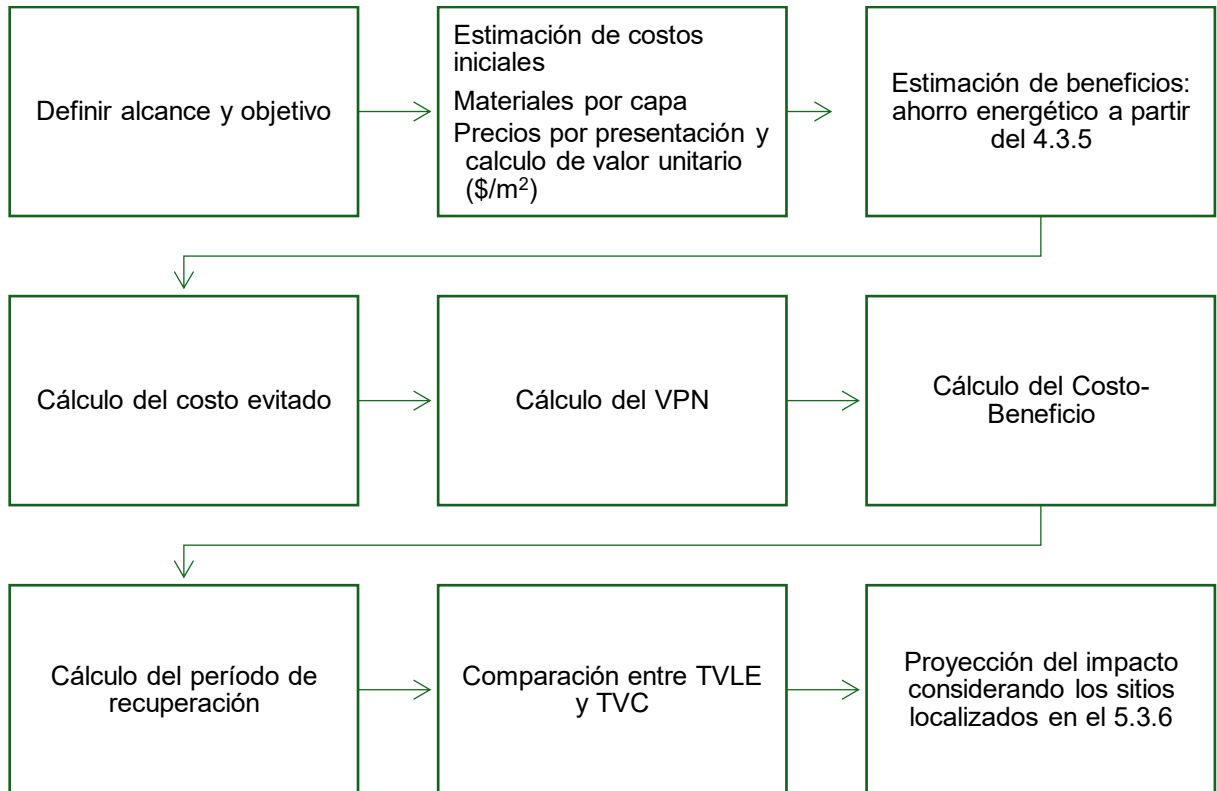 Definir alcance y objetivo
Estimación de costos
iniciales
Materiales por capa
Precios por presentación y
calculo de valor unitario
($/m²)
Estimación de beneficios:
ahorro energético a partir
del 4.3.5
Cálculo del costo evitado
Cálculo del VPN
Cálculo del Costo-
Beneficio
Cálculo del período de
recuperación
Comparación entre TVLE
y TVC
Proyección del impacto
considerando los sitios
localizados en el 5.3.6